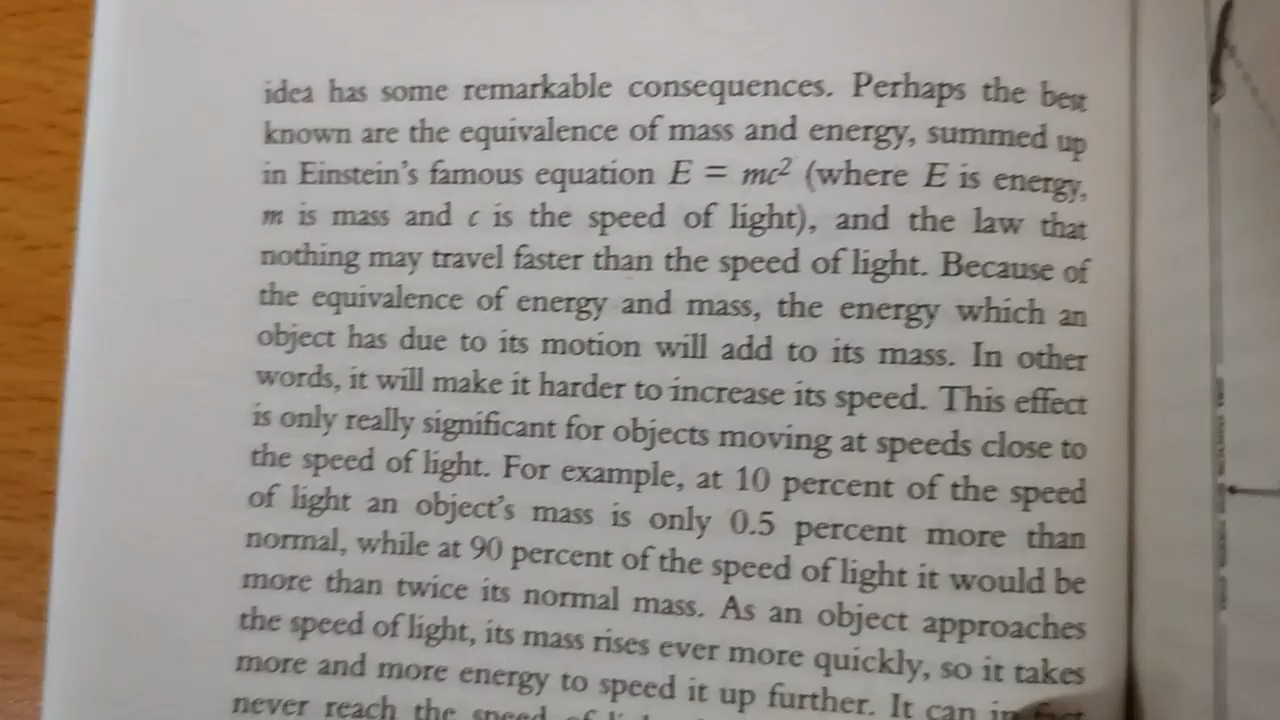 idea has some remarkable consequences. Perhaps the best
known are the equivalence of mass and energy, summed up
in Einstein's famous equation E = mc² (where E is energy,
m is mass and c is the speed of light), and the law that
nothing may travel faster than the speed of light. Because of
the equivalence of energy and mass, the energy which an
object has due to its motion will add to its mass. In other
words, it will make it harder to increase its speed. This effect
is only really significant for objects moving at speeds close to
the speed of light. For example, at 10 percent of the speed
of light an object's mass is only 0.5 percent more than
normal, while at 90 percent of the speed of light it would be
more than twice its normal mass. As an object approaches
the speed of light, its mass rises ever more quickly, so it takes
more and more energy to speed it up further. It can in fact
never reach the speed of